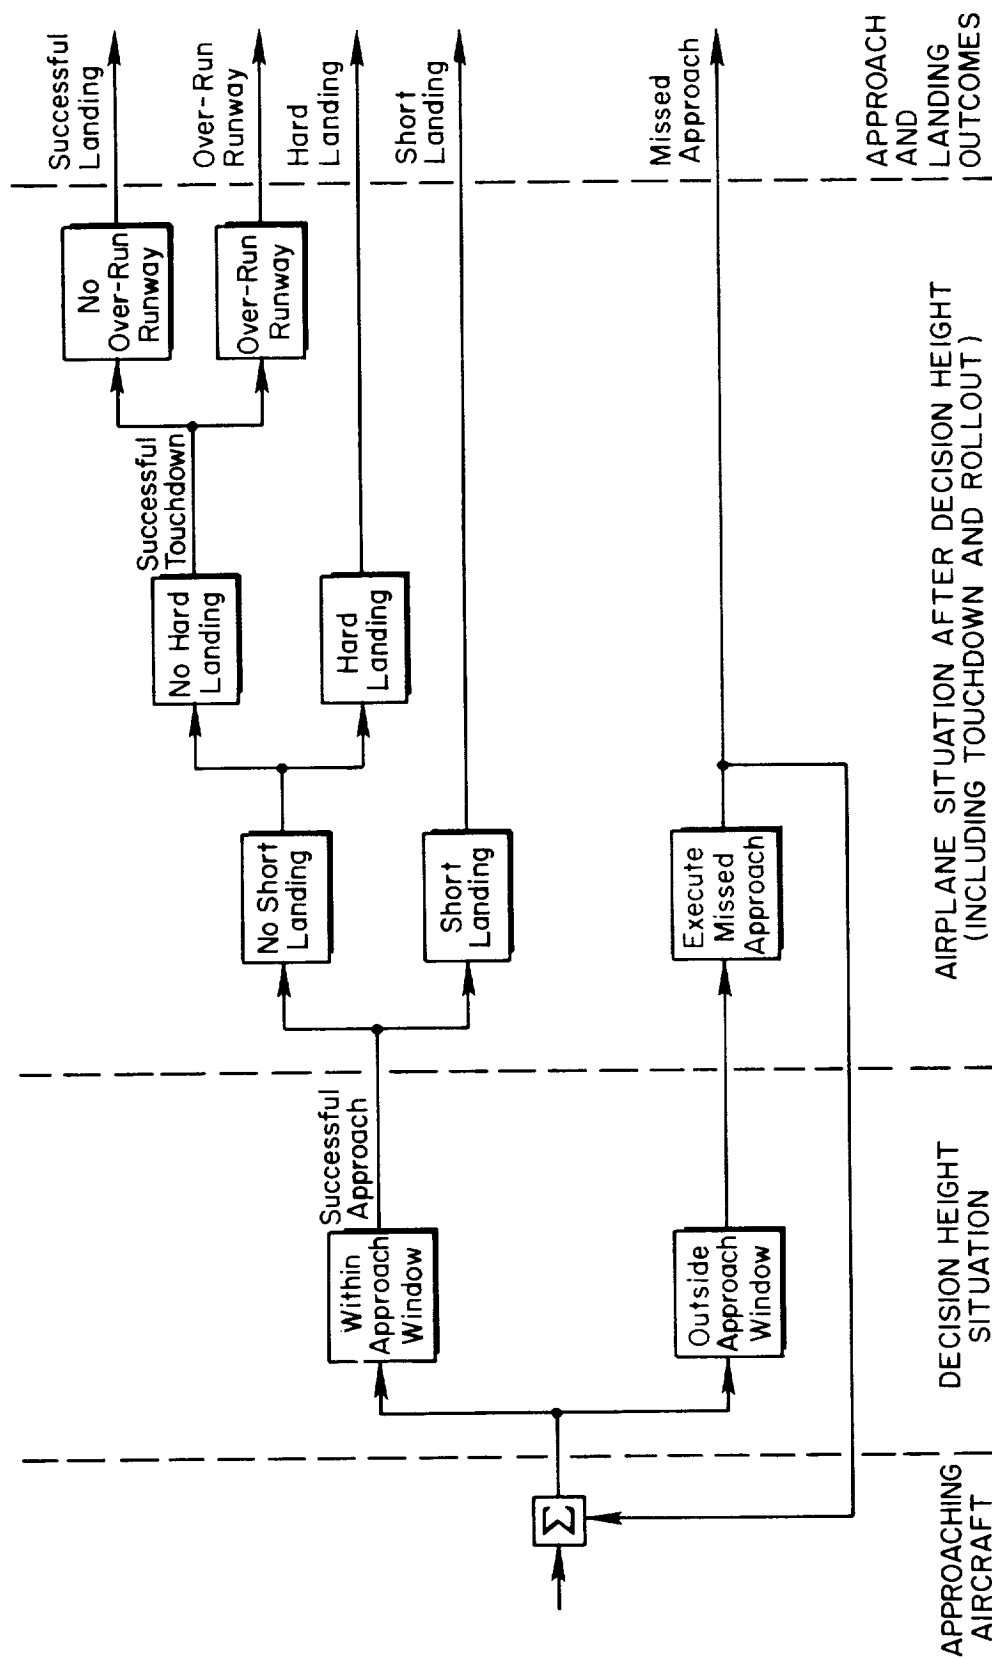 Σ
Within
Approach
Window
Outside
Approach
Window
Successful
Approach
No Short
Landing
Short
Landing
Execute
Missed
Approach
No Hard
Landing
Hard
Landing
Successful
Touchdown
No
Over-Run
Runway
Over-Run
Runway
Successful
Landing
Over-Run
Runway
Hard
Landing
Short
Landing
Missed
Approach
APPROACHING
AIRCRAFT
DECISION HEIGHT
SITUATION
AIRPLANE SITUATION AFTER DECISION HEIGHT
(INCLUDING TOUCHDOWN AND ROLLOUT)
APPROACH
AND
LANDING
OUTCOMES